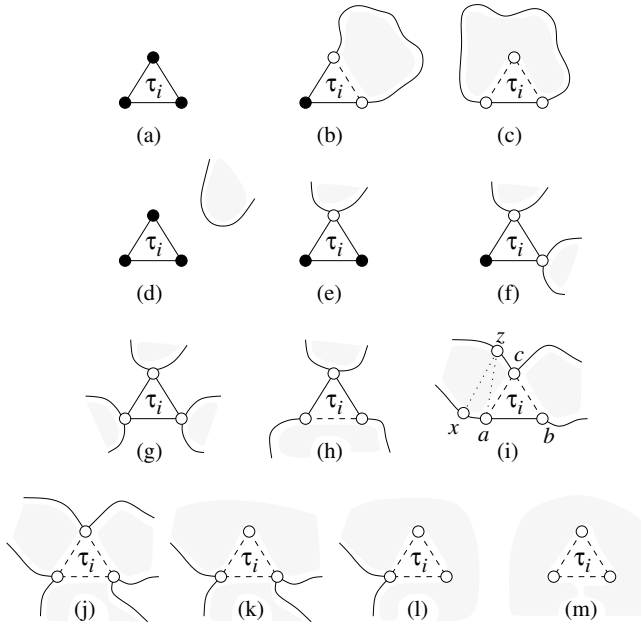 τi τi τi
(a) (b) (c)
τi τi τi
(d) (e) (f)
z
c
τi τi τi
x a b
(g) (h) (i)
τi τi τi τi
(j) (k) (l) (m)